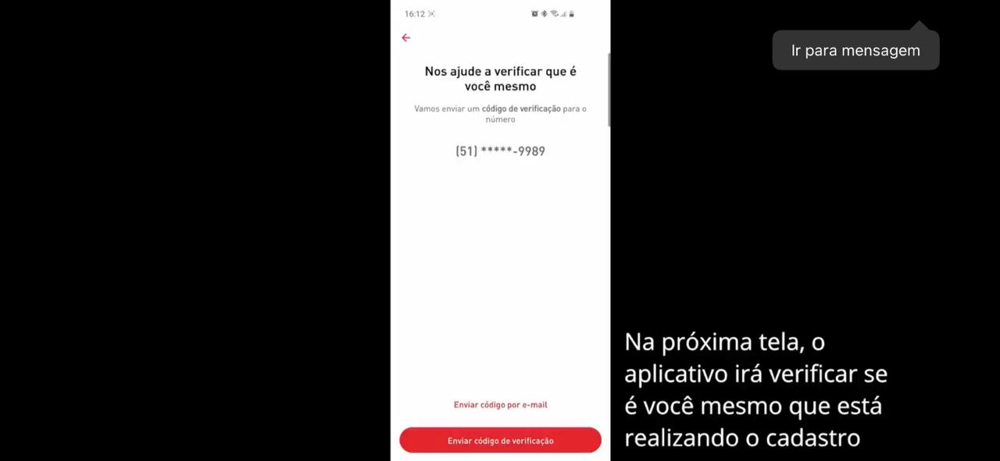 16:12
Ir para mensagem
Nos ajude a verificar que é
você mesmo
Vamos enviar um código de verificação para o
número
(51) *****-9989
Na próxima tela, o
aplicativo irá verificar se
é você mesmo que está
realizando o cadastro
Enviar código por e-mail
Enviar código de verificação